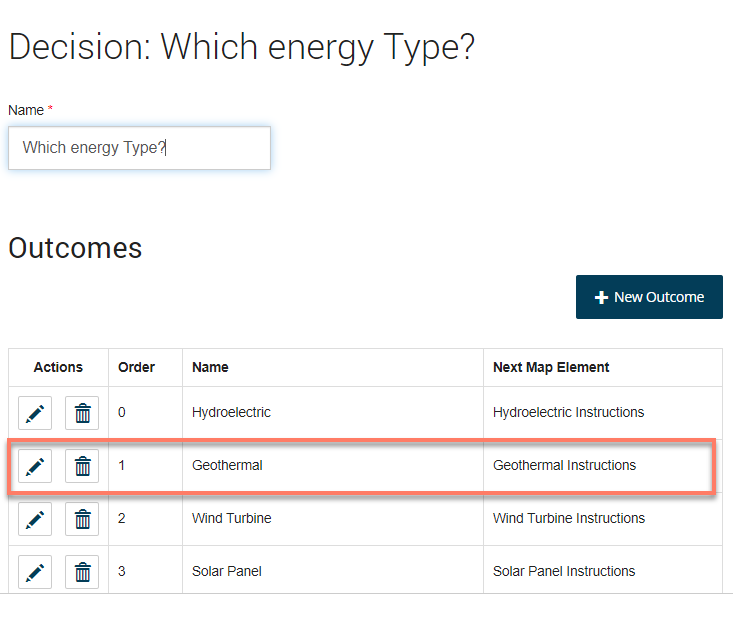 Decision: Which energy Type?
Name *
Which energy Type?
Outcomes
New Outcome
Actions Order Name Next Map Element
0 Hydroelectric Hydroelectric Instructions
1 Geothermal Geothermal Instructions
2 Wind Turbine Wind Turbine Instructions
3 Solar Panel Solar Panel Instructions